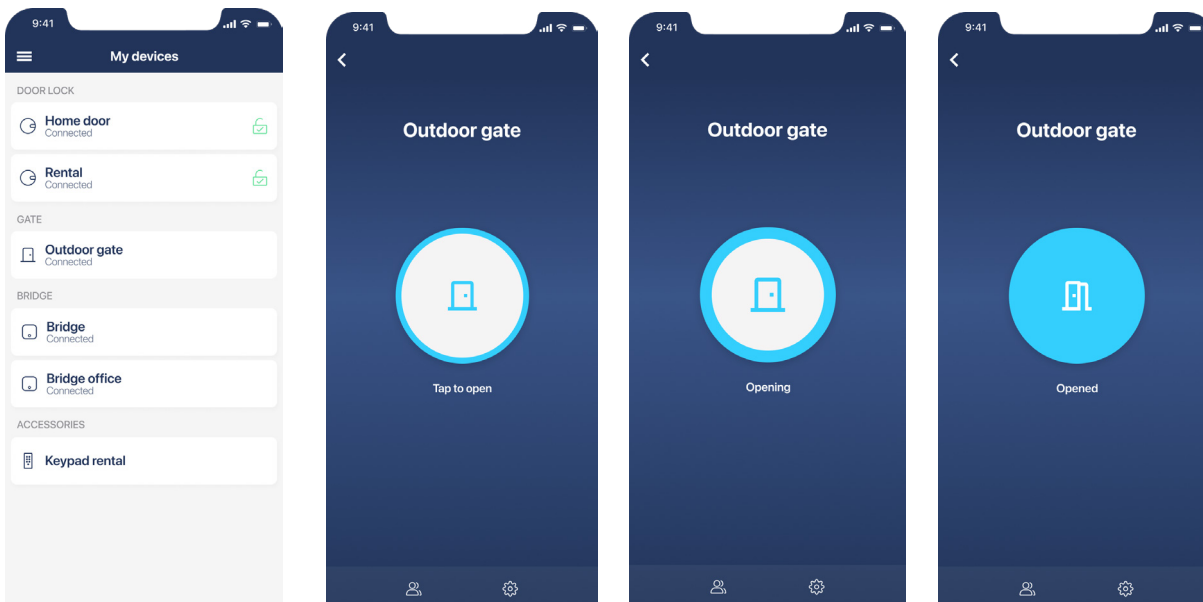 9:41
My devices
DOOR LOCK
Home door
Connected
Rental
Connected
GATE
Outdoor gate
Connected
BRIDGE
Bridge
Connected
Bridge office
Connected
ACCESSORIES
Keypad rental
9:41
Outdoor gate
Tap to open
9:41
Outdoor gate
Opening
9:41
Outdoor gate
Opened